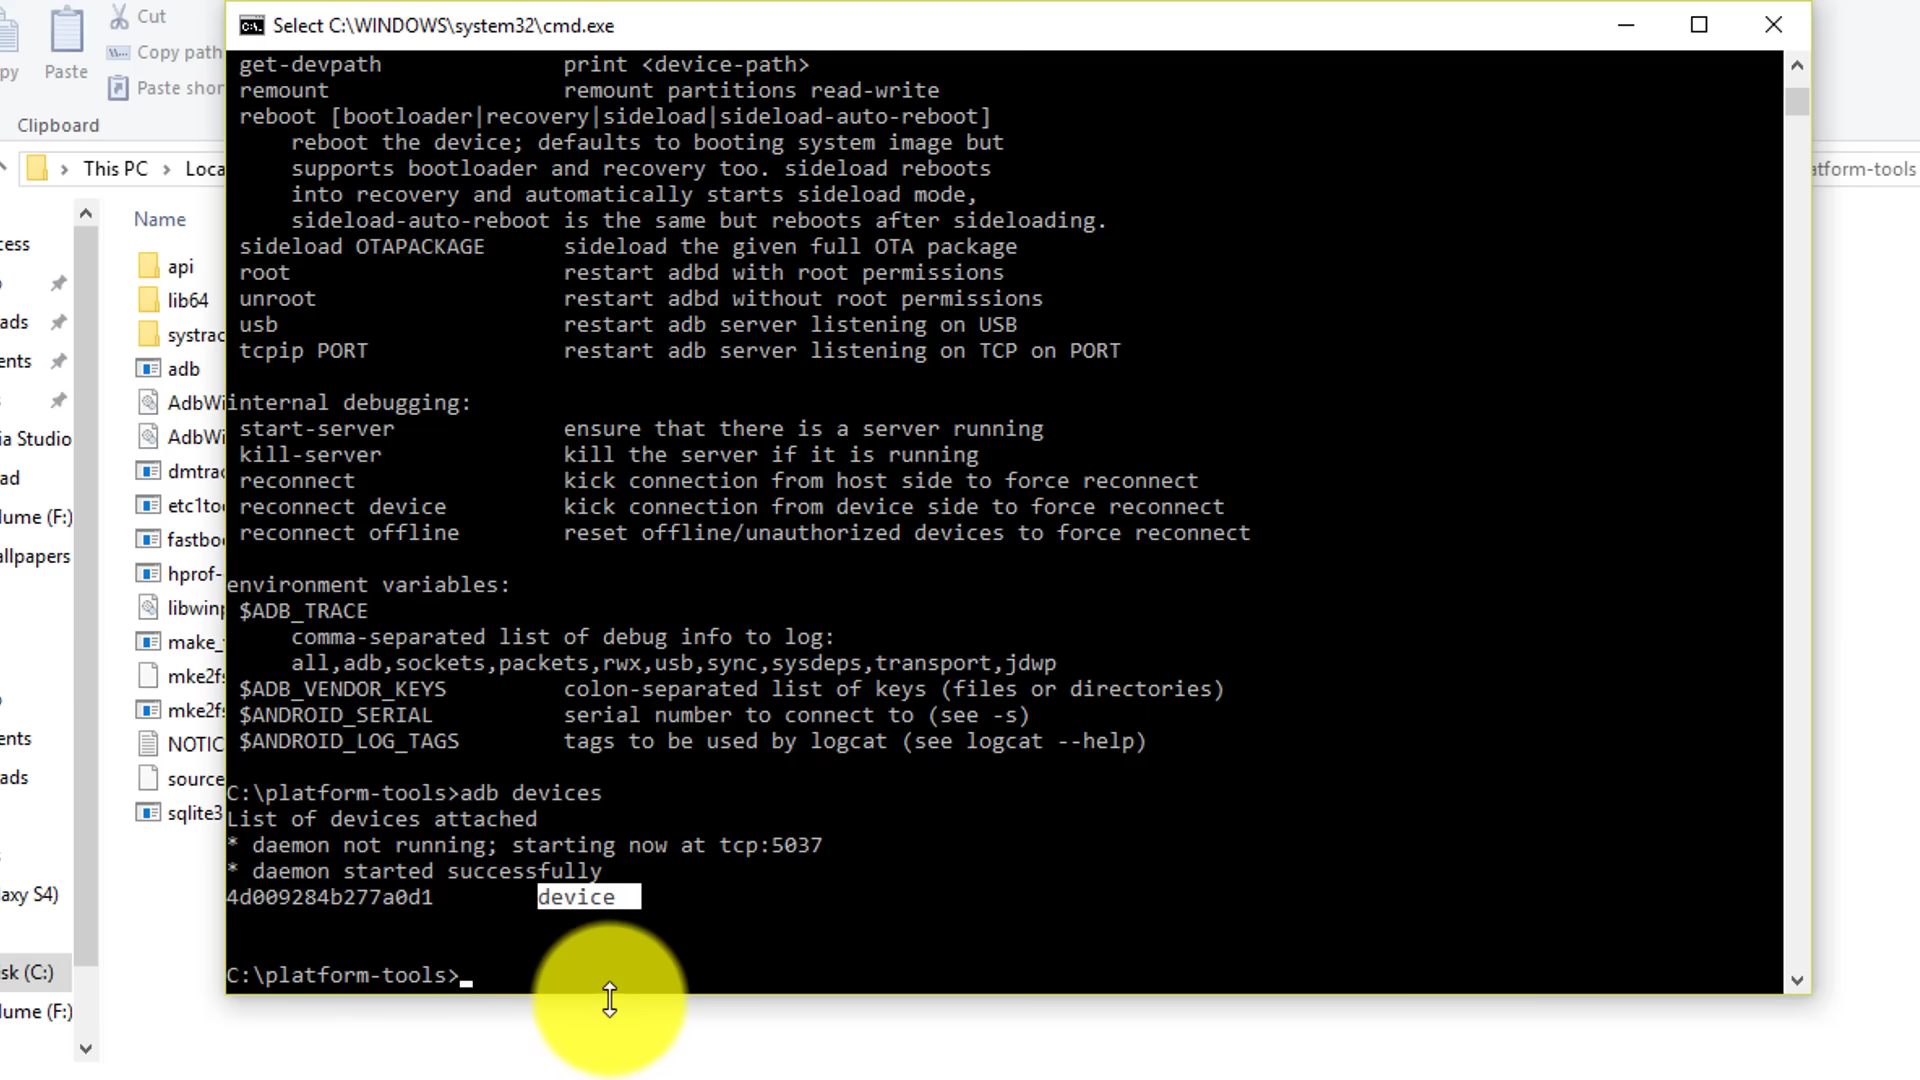 Select C:\WINDOWS\system32\cmd.exe
Cut
Copy path
Paste
Paste shor
Clipboard
This PC
Loca
atform-tools
Name
api
lib64
systrac
adb
AdbWi
AdbWi
dmtrac
etc1too
fastboo
hprof-
libwinp
make_
mke2fs
mke2fs
NOTIC
source
sqlite3
cess
ads
ents
ia Studio
ad
lume (F:)
allpapers
ents
ads
axy S4)
sk (C:)
lume (F:)
get-devpath print <device-path>
remount remount partitions read-write
reboot [bootloader|recovery|sideload|sideload-auto-reboot]
reboot the device; defaults to booting system image but
supports bootloader and recovery too. sideload reboots
into recovery and automatically starts sideload mode,
sideload-auto-reboot is the same but reboots after sideloading.
sideload OTAPACKAGE sideload the given full OTA package
root restart adbd with root permissions
unroot restart adbd without root permissions
usb restart adb server listening on USB
tcpip PORT restart adb server listening on TCP on PORT
internal debugging:
start-server ensure that there is a server running
kill-server kill the server if it is running
reconnect kick connection from host side to force reconnect
reconnect device kick connection from device side to force reconnect
reconnect offline reset offline/unauthorized devices to force reconnect
environment variables:
$ADB_TRACE
comma-separated list of debug info to log:
all,adb,sockets,packets,rwx,usb,sync,sysdeps,transport,jdwp
$ADB_VENDOR_KEYS colon-separated list of keys (files or directories)
$ANDROID_SERIAL serial number to connect to (see -s)
$ANDROID_LOG_TAGS tags to be used by logcat (see logcat --help)
C:\platform-tools>adb devices
List of devices attached
* daemon not running; starting now at tcp:5037
* daemon started successfully
4d009284b277a0d1 device
C:\platform-tools>